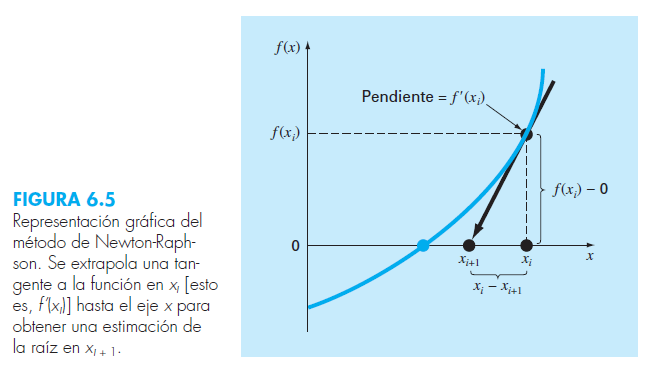 f(x)
Pendiente = f'(xᵢ)
f(xᵢ)
f(xᵢ) – 0
0
xᵢ₊₁
xᵢ
x
xᵢ – xᵢ₊₁
FIGURA 6.5
Representación gráfica del
método de Newton-Raph-
son. Se extrapola una tan-
gente a la función en xᵢ [esto
es, f'(xᵢ)] hasta el eje x para
obtener una estimación de
la raíz en xᵢ ₊ ₁.